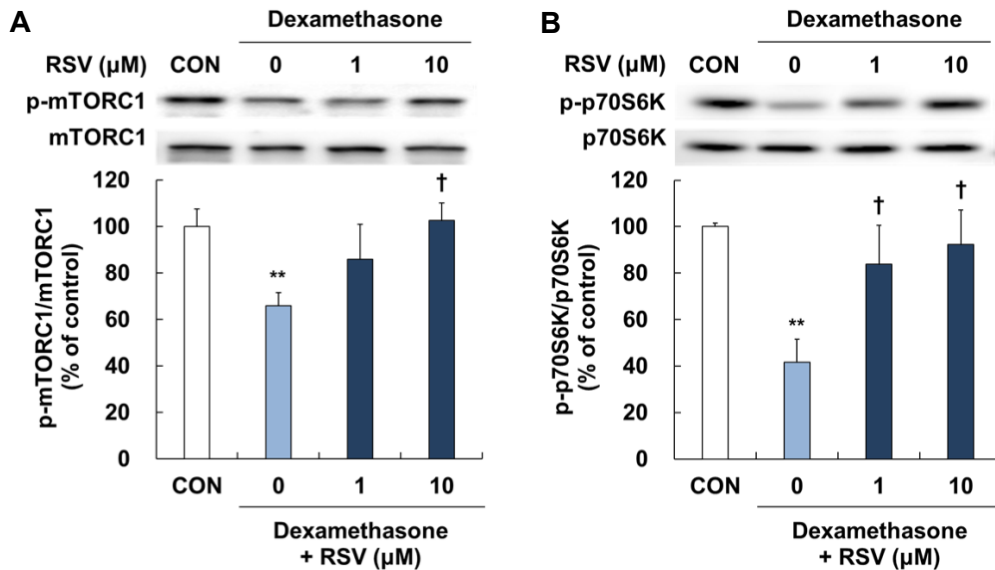 A
Dexamethasone
RSV (µM) CON 0 1 10
p-mTORC1
mTORC1
p-mTORC1/mTORC1
(% of control)
120
100
80
60
40
20
0
**
†
CON 0 1 10
Dexamethasone
+ RSV (µM)
B
Dexamethasone
RSV (µM) CON 0 1 10
p-p70S6K
p70S6K
p-p70S6K/p70S6K
(% of control)
120
100
80
60
40
20
0
**
†
†
CON 0 1 10
Dexamethasone
+ RSV (µM)